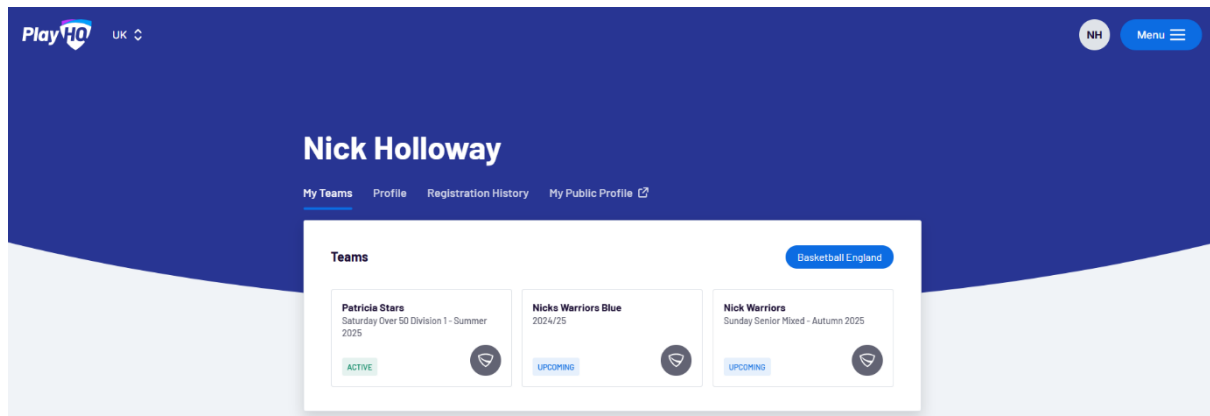 PlayHQ UK
NH Menu
Nick Holloway
My Teams Profile Registration History My Public Profile
Teams
Basketball England
Patricia Stars
Saturday Over 50 Division 1 - Summer
2025
ACTIVE
Nicks Warriors Blue
2024/25
UPCOMING
Nick Warriors
Sunday Senior Mixed - Autumn 2025
UPCOMING